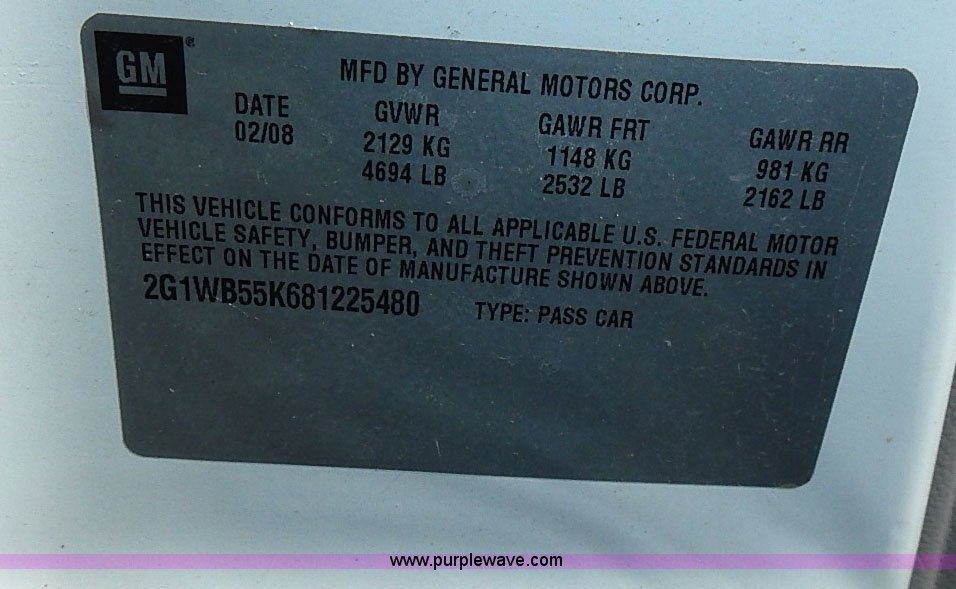 GM®
MFD BY GENERAL MOTORS CORP.
DATE GVWR GAWR FRT GAWR RR
02/08 2129 KG 1148 KG 981 KG
4694 LB 2532 LB 2162 LB
THIS VEHICLE CONFORMS TO ALL APPLICABLE U.S. FEDERAL MOTOR
VEHICLE SAFETY, BUMPER, AND THEFT PREVENTION STANDARDS IN
EFFECT ON THE DATE OF MANUFACTURE SHOWN ABOVE.
2G1WB55K681225480 TYPE: PASS CAR
www.purplewave.com